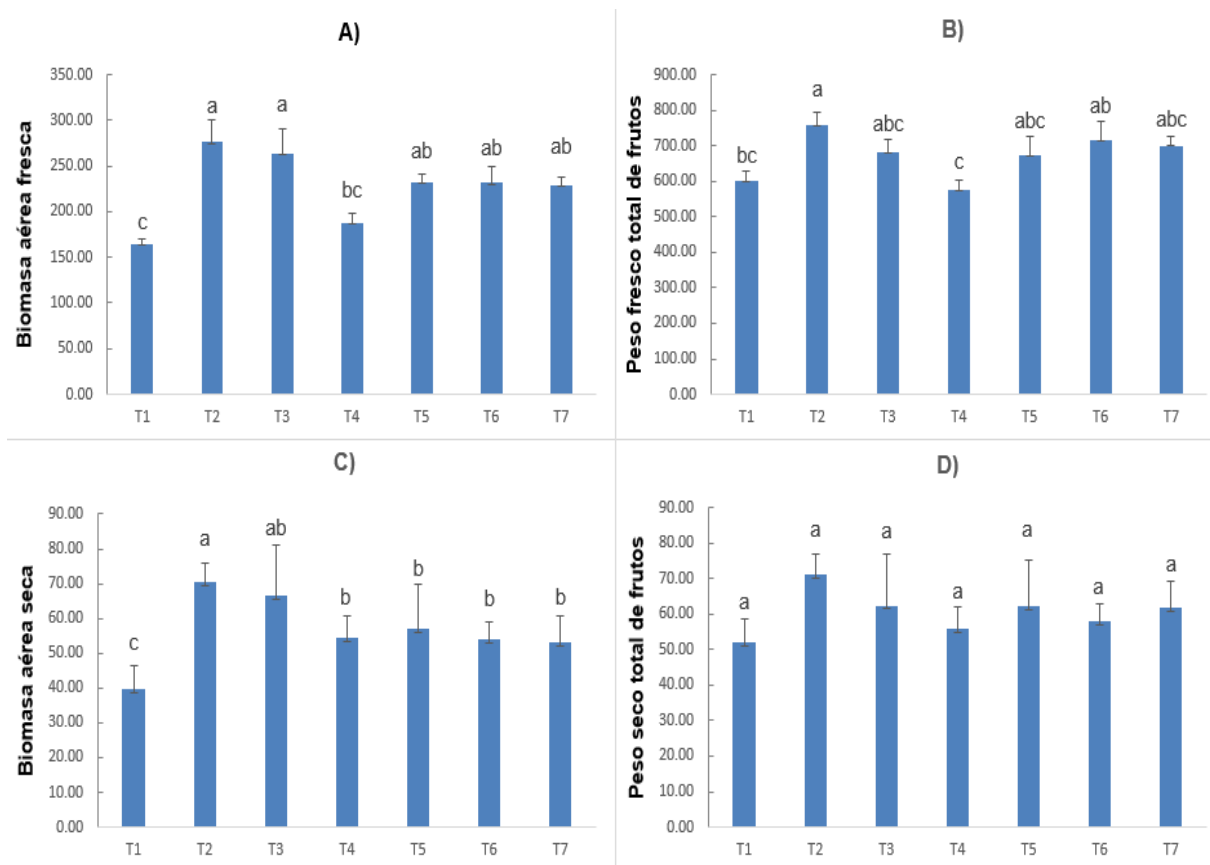 A)
Biomasa aérea fresca
350.00
300.00
250.00
200.00
150.00
100.00
50.00
0.00
c
a
a
bc
ab
ab
ab
T1 T2 T3 T4 T5 T6 T7
B)
Peso fresco total de frutos
900.00
800.00
700.00
600.00
500.00
400.00
300.00
200.00
100.00
0.00
bc
a
abc
c
abc
ab
abc
T1 T2 T3 T4 T5 T6 T7
C)
Biomasa aérea seca
90.00
80.00
70.00
60.00
50.00
40.00
30.00
20.00
10.00
0.00
c
a
ab
b
b
b
b
T1 T2 T3 T4 T5 T6 T7
D)
Peso seco total de frutos
90.00
80.00
70.00
60.00
50.00
40.00
30.00
20.00
10.00
0.00
a
a
a
a
a
a
a
T1 T2 T3 T4 T5 T6 T7